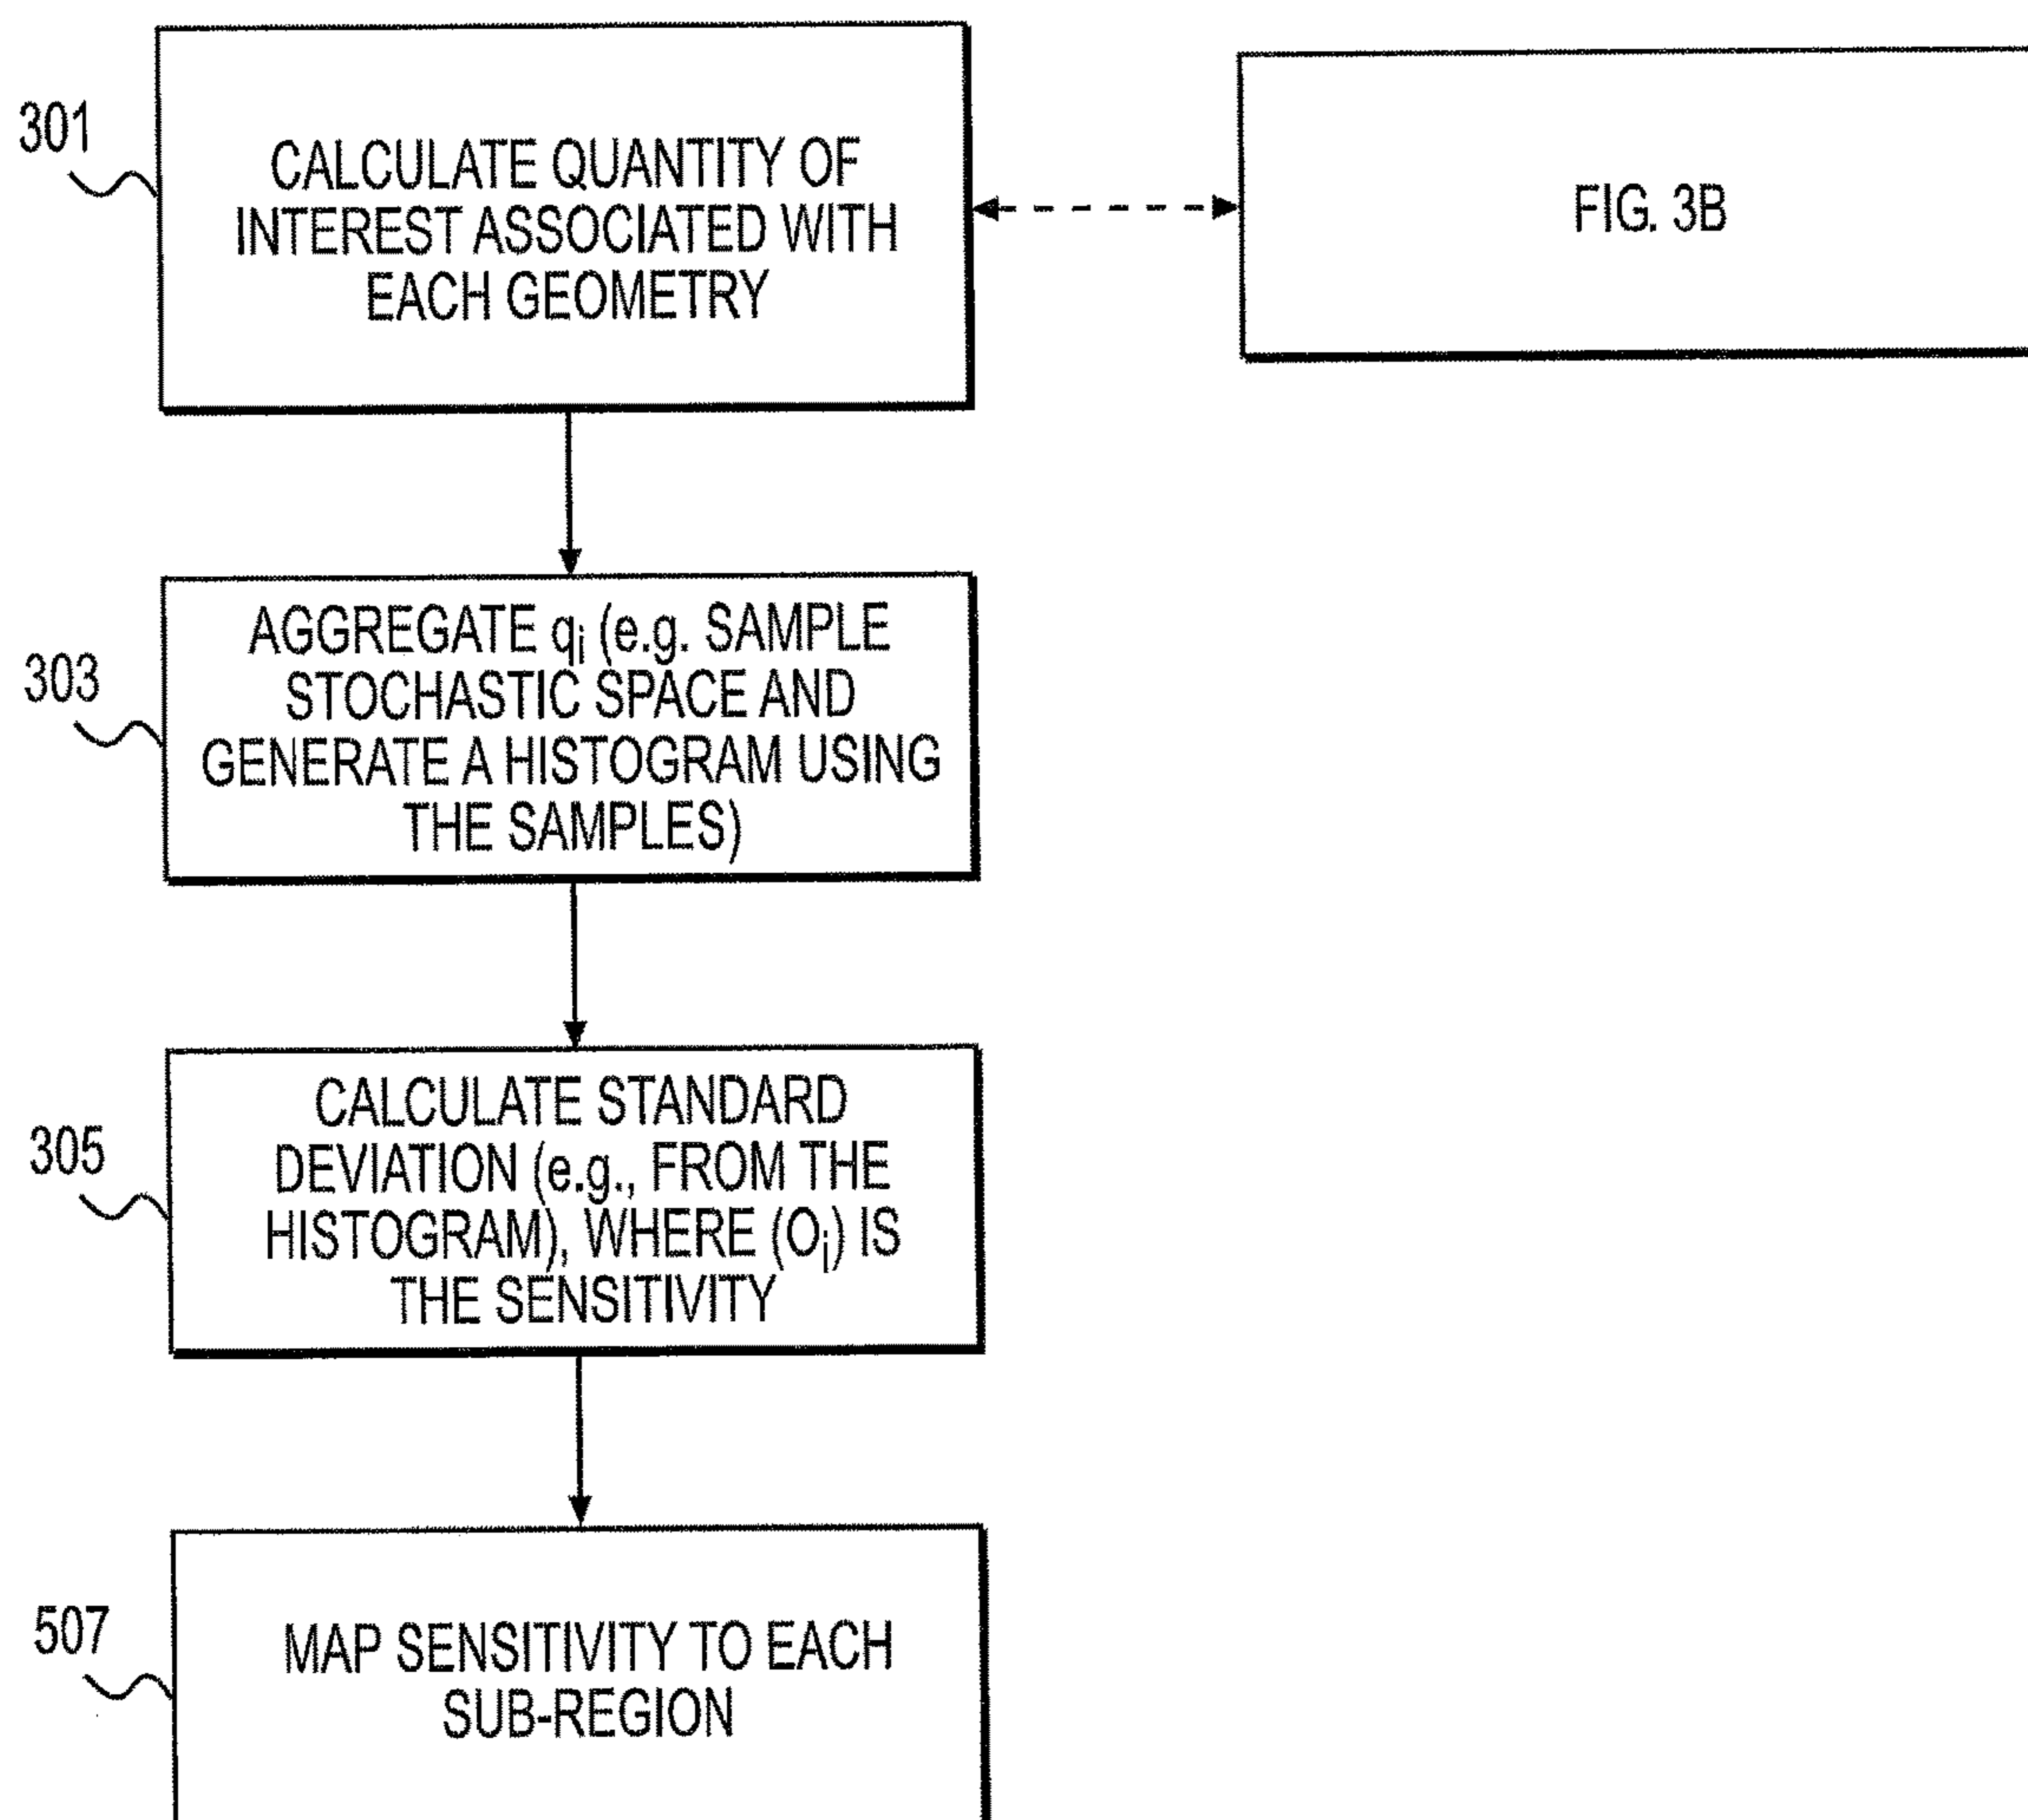 301
CALCULATE QUANTITY OF
INTEREST ASSOCIATED WITH
EACH GEOMETRY
FIG. 3B
303
AGGREGATE qi (e.g. SAMPLE
STOCHASTIC SPACE AND
GENERATE A HISTOGRAM USING
THE SAMPLES)
305
CALCULATE STANDARD
DEVIATION (e.g., FROM THE
HISTOGRAM), WHERE (Oi) IS
THE SENSITIVITY
507
MAP SENSITIVITY TO EACH
SUB-REGION